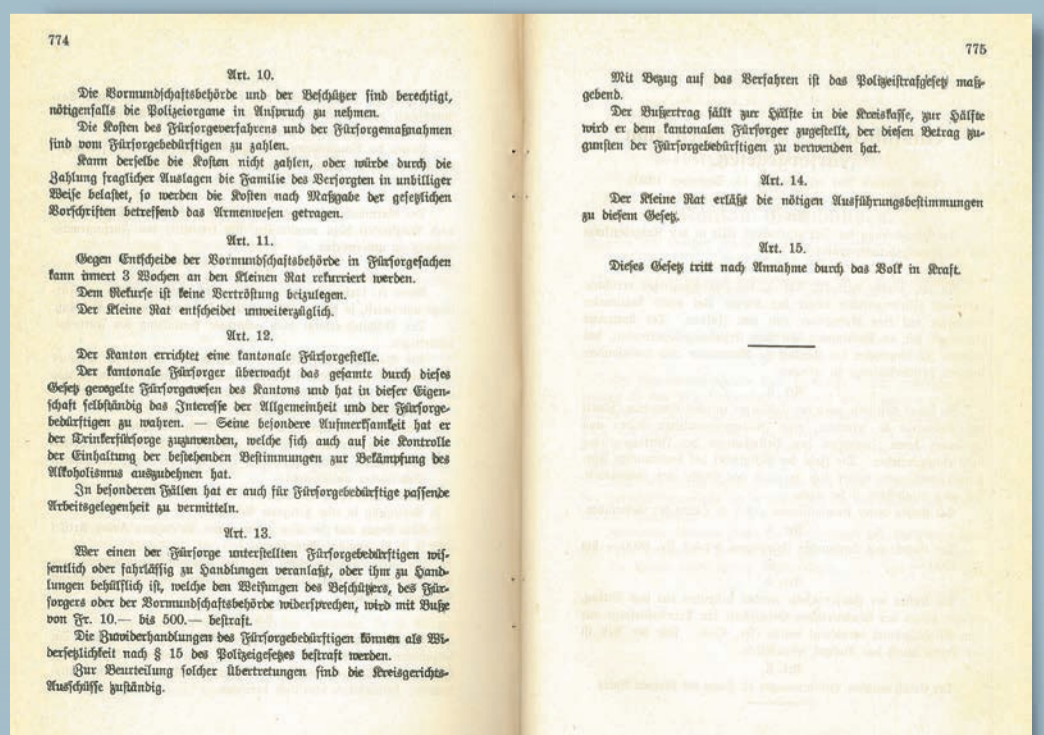 774
Art. 10.
Die Vormundschaftsbehörde und der Beschützer sind berechtigt,
nötigenfalls die Polizeiorgane in Anspruch zu nehmen.
Die Kosten des Fürsorgeverfahrens und der Fürsorgemaßnahmen
sind vom Fürsorgebedürftigen zu zahlen.
Kann derselbe die Kosten nicht zahlen, oder würde durch die
Zahlung fraglicher Auslagen die Familie des Versorgten in unbilliger
Weise belastet, so werden die Kosten nach Maßgabe der gesetzlichen
Vorschriften betreffend das Armenwesen getragen.
Art. 11.
Gegen Entscheide der Vormundschaftsbehörde in Fürsorgesachen
kann innert 3 Wochen an den Kleinen Rat rekurriert werden.
Dem Rekurse ist keine Vertröstung beizulegen.
Der Kleine Rat entscheidet unweiterzüglich.
Art. 12.
Der Kanton errichtet eine kantonale Fürsorgestelle.
Der kantonale Fürsorger überwacht das gesamte durch dieses
Gesetz geregelte Fürsorgewesen des Kantons und hat in dieser Eigen-
schaft selbständig das Interesse der Allgemeinheit und der Fürsorge-
bedürftigen zu wahren. — Seine besondere Aufmerksamkeit hat er
der Trinkerfürsorge zuzuwenden, welche sich auch auf die Kontrolle
der Einhaltung der bestehenden Bestimmungen zur Bekämpfung des
Alkoholismus auszudehnen hat.
In besonderen Fällen hat er auch für Fürsorgebedürftige passende
Arbeitsgelegenheit zu vermitteln.
Art. 13.
Wer einen der Fürsorge unterstellten Fürsorgebedürftigen wis-
sentlich oder fahrlässig zu Handlungen veranlaßt, oder ihm zu Hand-
lungen behülflich ist, welche den Weisungen des Beschützers, des Für-
sorgers oder der Vormundschaftsbehörde widersprechen, wird mit Buße
von Fr. 10.— bis 500.— bestraft.
Die Zuwiderhandlungen des Fürsorgebedürftigen können als Wi-
dersetzlichkeit nach § 15 des Polizeigesetzes bestraft werden.
Zur Beurteilung solcher Übertretungen sind die Kreisgerichts-
Ausschüsse zuständig.
775
Mit Bezug auf das Verfahren ist das Polizeistrafgesetz maß-
gebend.
Der Bußertrag fällt zur Hälfte in die Kreiskasse, zur Hälfte
wird er dem kantonalen Fürsorger zugestellt, der diesen Betrag zu-
gunsten der Fürsorgebedürftigen zu verwenden hat.
Art. 14.
Der Kleine Rat erläßt die nötigen Ausführungsbestimmungen
zu diesem Gesetz.
Art. 15.
Dieses Gesetz tritt nach Annahme durch das Volk in Kraft.